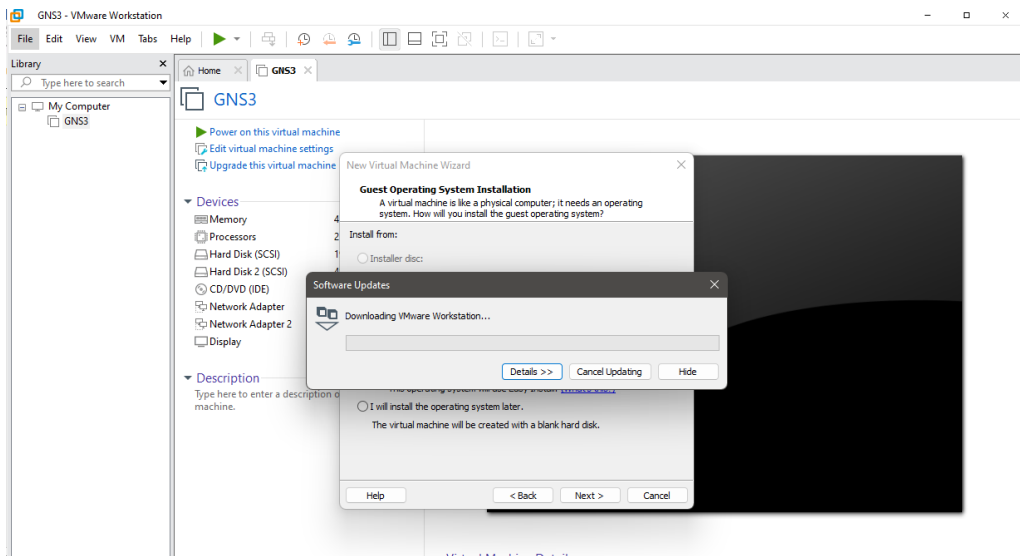 GNS3 - VMware Workstation
File Edit View VM Tabs Help
Library
Type here to search
My Computer
GNS3
Home
GNS3
GNS3
Power on this virtual machine
Edit virtual machine settings
Upgrade this virtual machine
Devices
Memory
Processors
Hard Disk (SCSI)
Hard Disk 2 (SCSI)
CD/DVD (IDE)
Network Adapter
Network Adapter 2
Display
Description
Type here to enter a description
machine.
New Virtual Machine Wizard
Guest Operating System Installation
A virtual machine is like a physical computer; it needs an operating
system. How will you install the guest operating system?
Install from:
Installer disc:
Software Updates
Downloading VMware Workstation...
Details >> Cancel Updating Hide
I will install the operating system later.
The virtual machine will be created with a blank hard disk.
Help < Back Next > Cancel